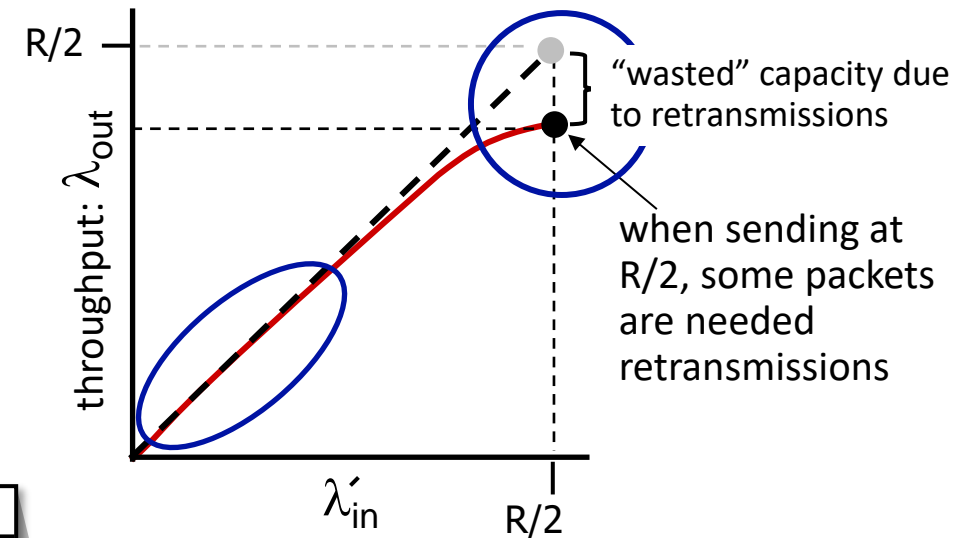 R/2
“wasted” capacity due
to retransmissions
throughput: λout
when sending at
R/2, some packets
are needed
retransmissions
λ′in
R/2